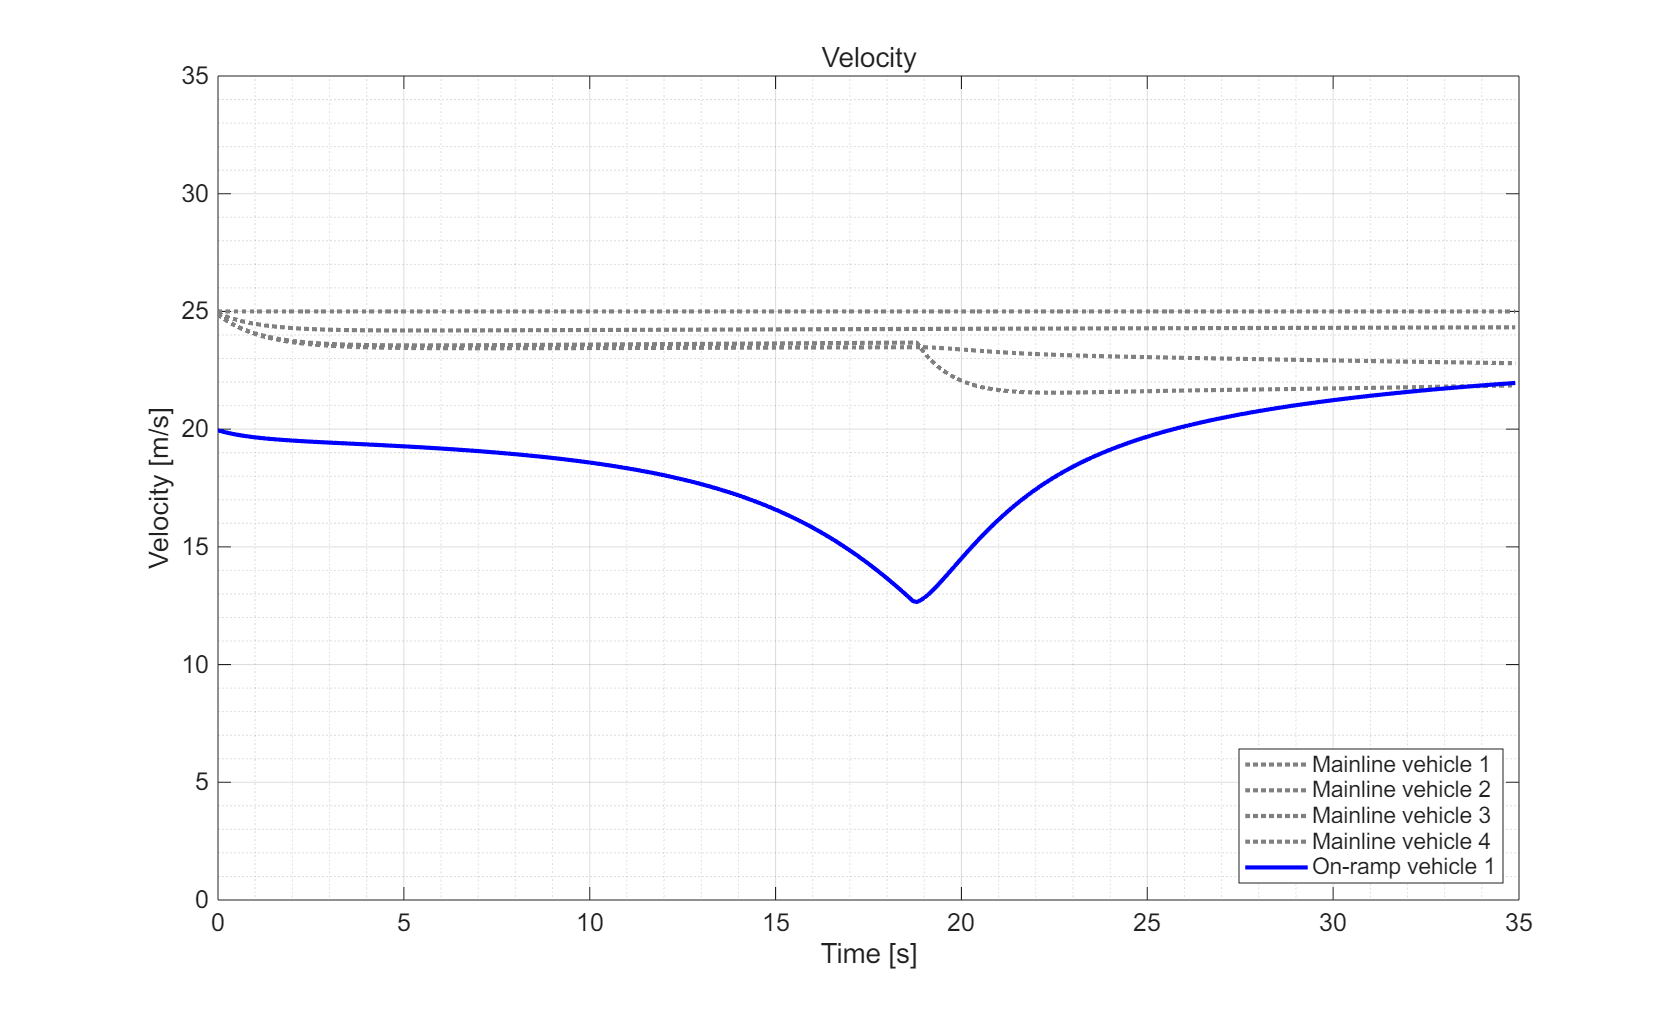 Velocity
35
30
25
20
15
10
5
0
Velocity [m/s]
0 5 10 15 20 25 30 35
Time [s]
Mainline vehicle 1
Mainline vehicle 2
Mainline vehicle 3
Mainline vehicle 4
On-ramp vehicle 1